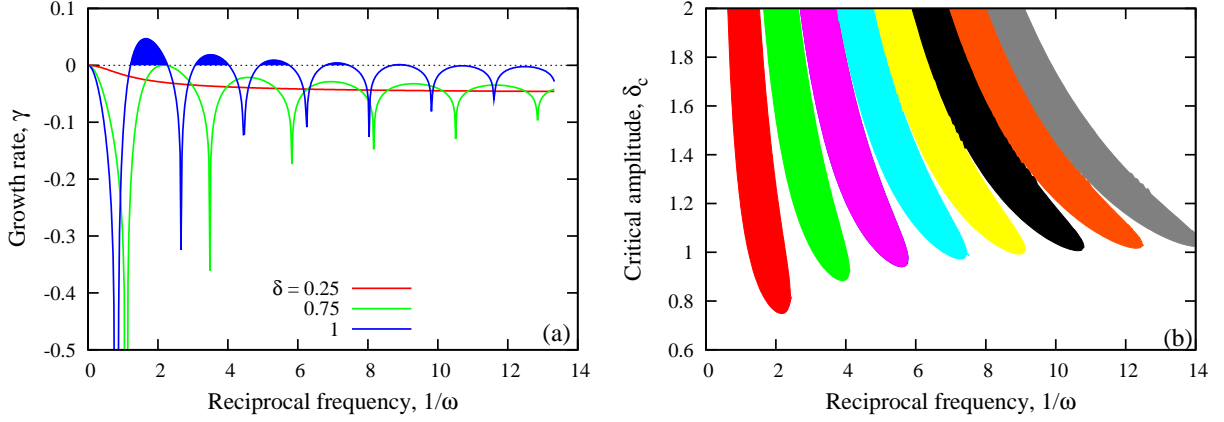 Growth rate, γ
0.1
0
-0.1
-0.2
-0.3
-0.4
-0.5
0 2 4 6 8 10 12 14
Reciprocal frequency, 1/ω
δ = 0.25
0.75
1
(a)
Critical amplitude, δc
2
1.8
1.6
1.4
1.2
1
0.8
0.6
0 2 4 6 8 10 12 14
Reciprocal frequency, 1/ω
(b)